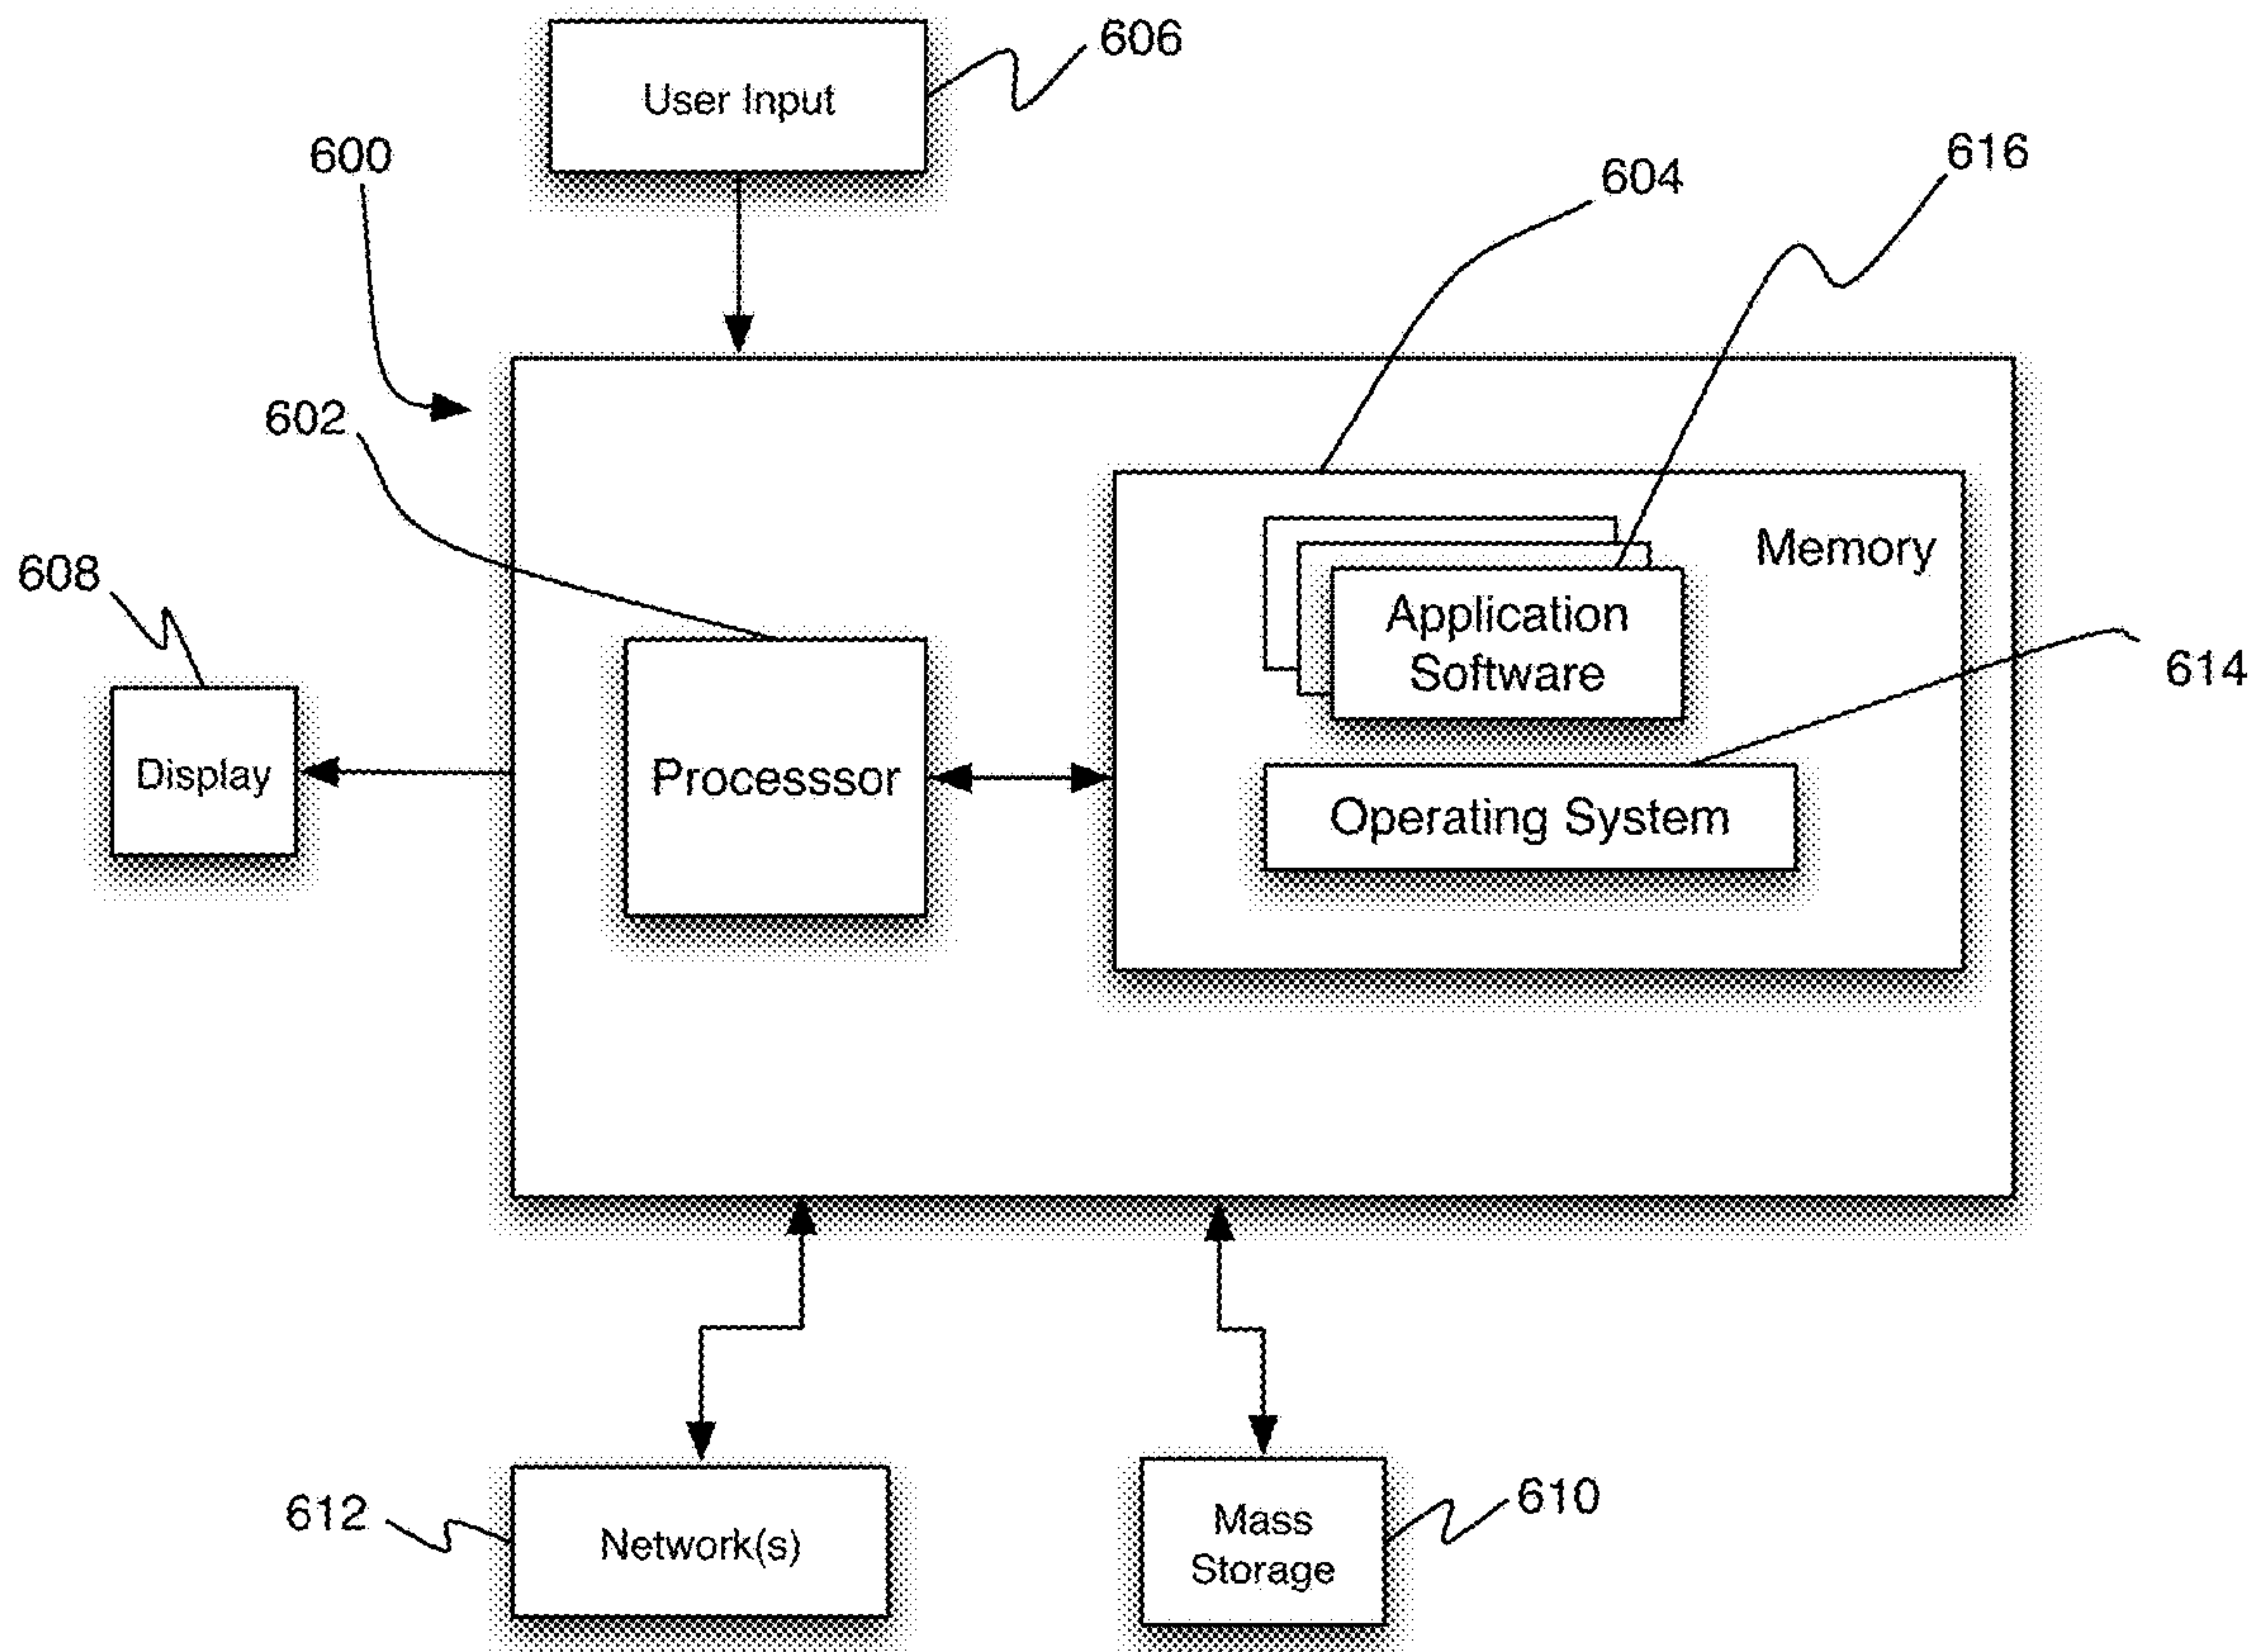 606
User Input
600
616
604
602
Memory
608
Application
Software
614
Display
Processsor
Operating System
612
Network(s)
610
Mass
Storage